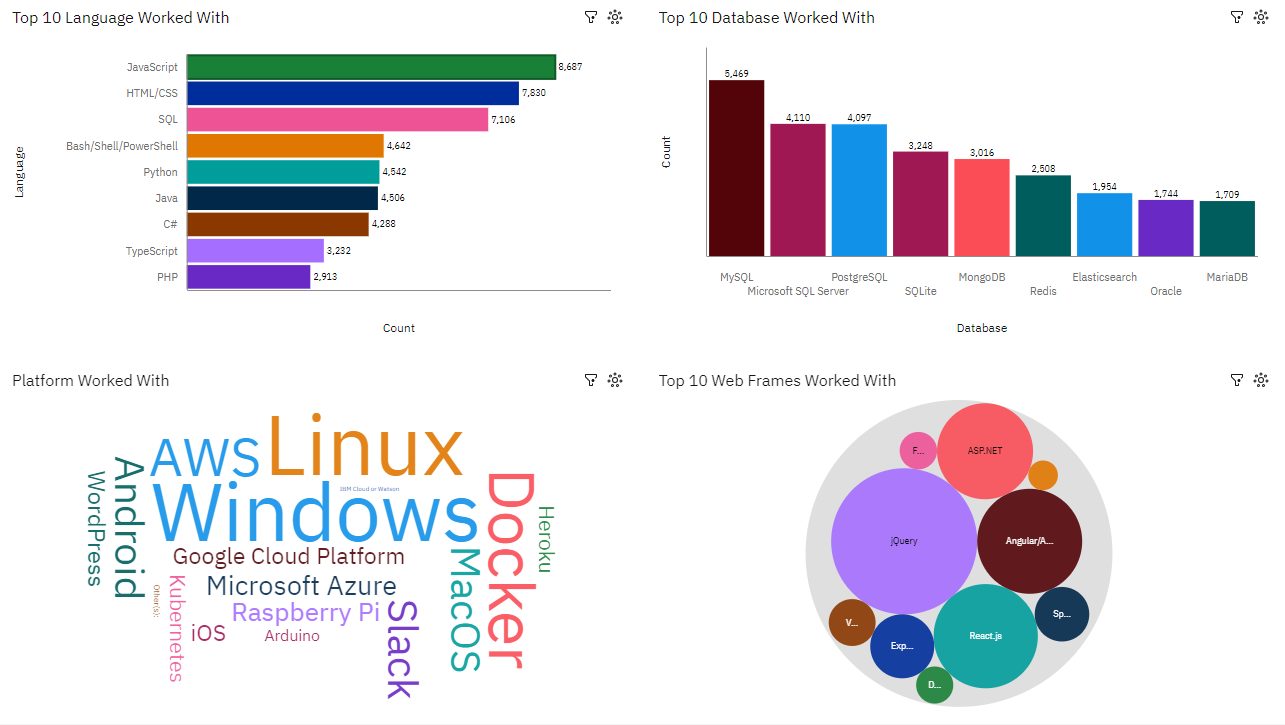 Top 10 Language Worked With
Language
JavaScript 8,687
HTML/CSS 7,830
SQL 7,106
Bash/Shell/PowerShell 4,642
Python 4,542
Java 4,506
C# 4,288
TypeScript 3,232
PHP 2,913
Count
Top 10 Database Worked With
Count
5,469
4,110
4,097
3,248
3,016
2,508
1,954
1,744
1,709
MySQL
Microsoft SQL Server
PostgreSQL
SQLite
MongoDB
Redis
Elasticsearch
Oracle
MariaDB
Database
Platform Worked With
AWS
Linux
WordPress
Android
Windows
IBM Cloud or Watson
Docker
Heroku
Google Cloud Platform
Microsoft Azure
MacOS
Other(s):
Kubernetes
Raspberry Pi
Slack
iOS
Arduino
Top 10 Web Frames Worked With
F...
ASP.NET
jQuery
Angular/A...
V...
Exp...
React.js
Sp...
D...